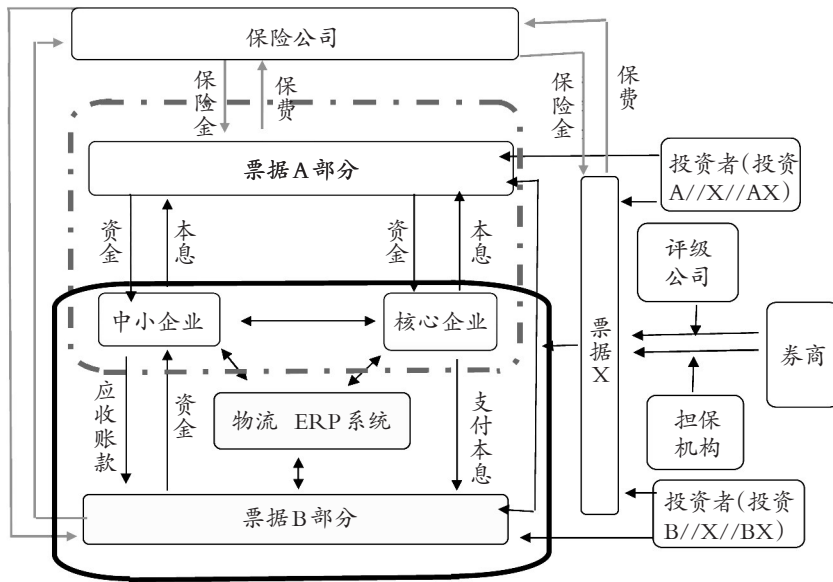 保险公司
保险金
保费
保险金
保费
票据A部分
投资者(投资
A//X//AX)
资金
本息
资金
本息
评级
公司
中小企业
核心企业
票据X
券商
应收账款
资金
物流 ERP系统
支付本息
担保
机构
票据B部分
投资者(投资
B//X//BX)